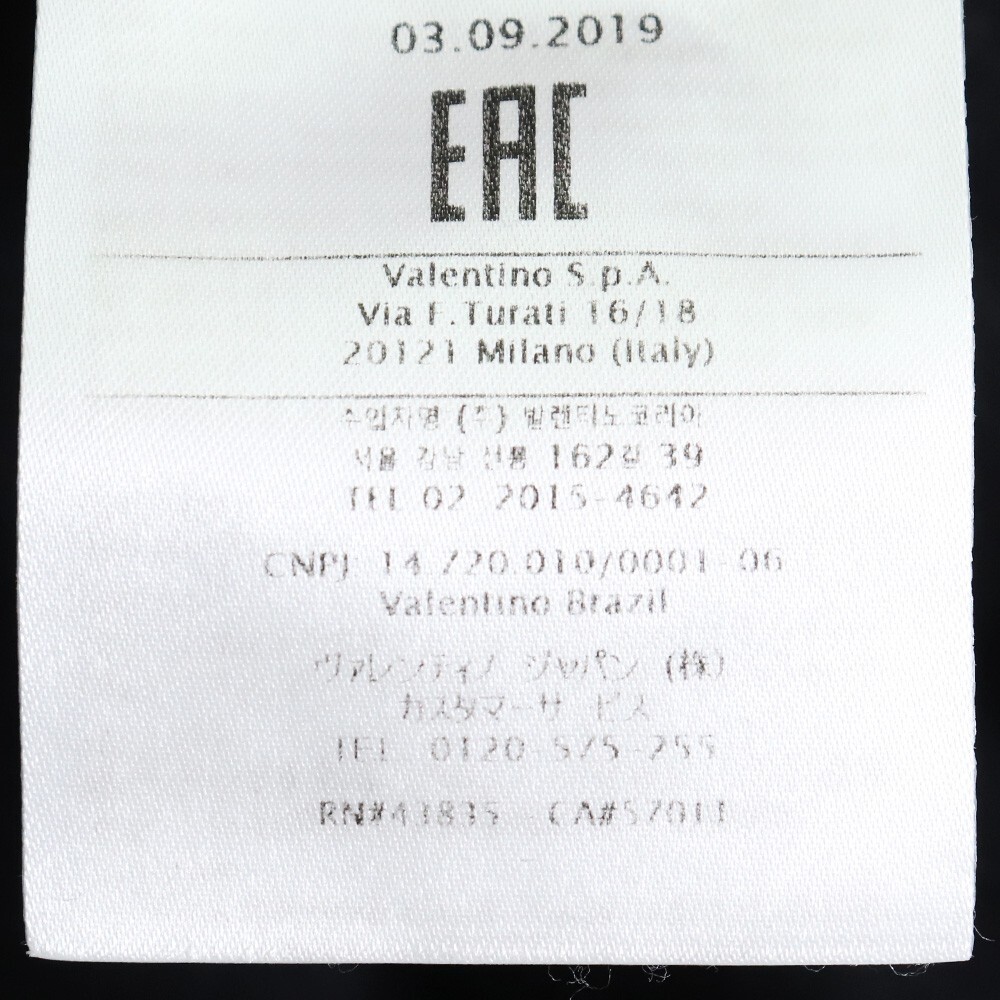 03.09.2019
EAC
Valentino S.p.A.
Via F.Turati 16/18
20121 Milano (Italy)
수입자명 (주) 발렌티노코리아
서울 강남 선릉 162길 39
TEL 02 2015-4642
CNPJ: 14.720.010/0001-06
Valentino Brazil
ヴァレンティノ ジャパン (株)
カスタマーサービス
TEL 0120-575-255
RN#43835 CA#57011